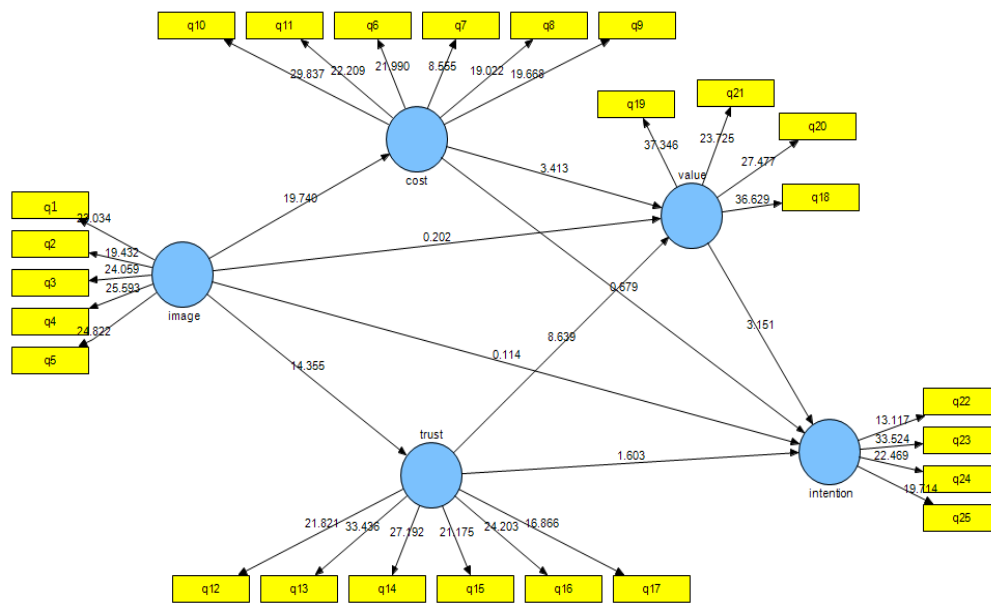 q10
q11
q6
q7
q8
q9
29.837
22.209
21.990
8.555
19.022
19.668
cost
q19
q21
q20
q18
37.346
23.725
27.477
36.629
value
q1
q2
q3
q4
q5
23.034
19.432
24.059
25.593
24.822
image
19.740
3.413
0.202
0.579
8.639
3.151
0.114
14.355
1.603
trust
21.821
33.436
27.192
21.175
24.203
16.866
q12
q13
q14
q15
q16
q17
intention
13.117
33.524
22.469
19.714
q22
q23
q24
q25